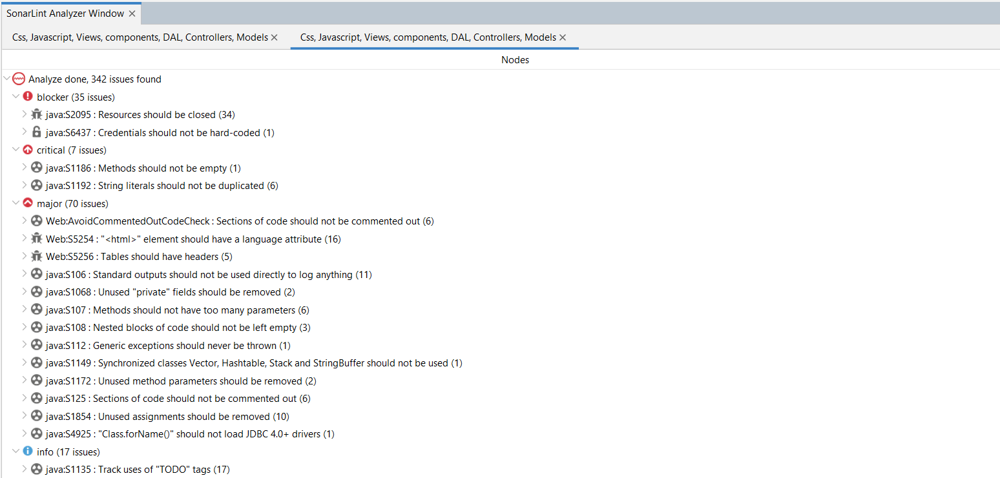 SonarLint Analyzer Window
Css, Javascript, Views, components, DAL, Controllers, Models
Css, Javascript, Views, components, DAL, Controllers, Models
Nodes
Analyze done, 342 issues found
blocker (35 issues)
java:S2095 : Resources should be closed (34)
java:S6437 : Credentials should not be hard-coded (1)
critical (7 issues)
java:S1186 : Methods should not be empty (1)
java:S1192 : String literals should not be duplicated (6)
major (70 issues)
Web:AvoidCommentedOutCodeCheck : Sections of code should not be commented out (6)
Web:S5254 : "<html>" element should have a language attribute (16)
Web:S5256 : Tables should have headers (5)
java:S106 : Standard outputs should not be used directly to log anything (11)
java:S1068 : Unused "private" fields should be removed (2)
java:S107 : Methods should not have too many parameters (6)
java:S108 : Nested blocks of code should not be left empty (3)
java:S112 : Generic exceptions should never be thrown (1)
java:S1149 : Synchronized classes Vector, Hashtable, Stack and StringBuffer should not be used (1)
java:S1172 : Unused method parameters should be removed (2)
java:S125 : Sections of code should not be commented out (6)
java:S1854 : Unused assignments should be removed (10)
java:S4925 : "Class.forName()" should not load JDBC 4.0+ drivers (1)
info (17 issues)
java:S1135 : Track uses of "TODO" tags (17)